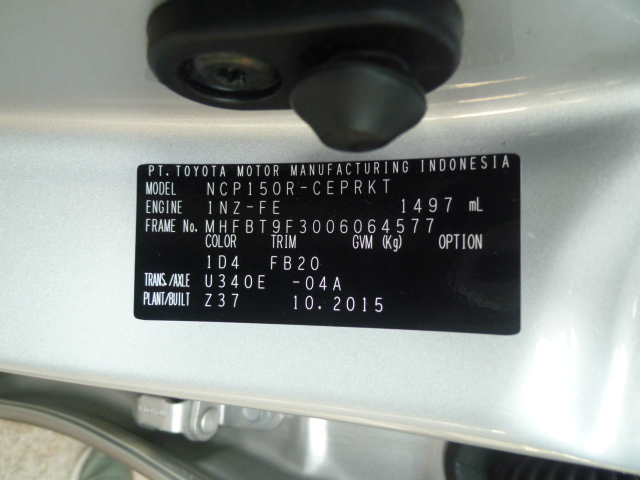 PT. TOYOTA MOTOR MANUFACTURING INDONESIA
MODEL NCP150R-CEPRKT
ENGINE 1NZ-FE 1497 mL
FRAME No. MHFBT9F3006064577
COLOR TRIM GVM (Kg) OPTION
1D4 FB20
TRANS./AXLE U340E -04A
PLANT/BUILT Z37 10.2015